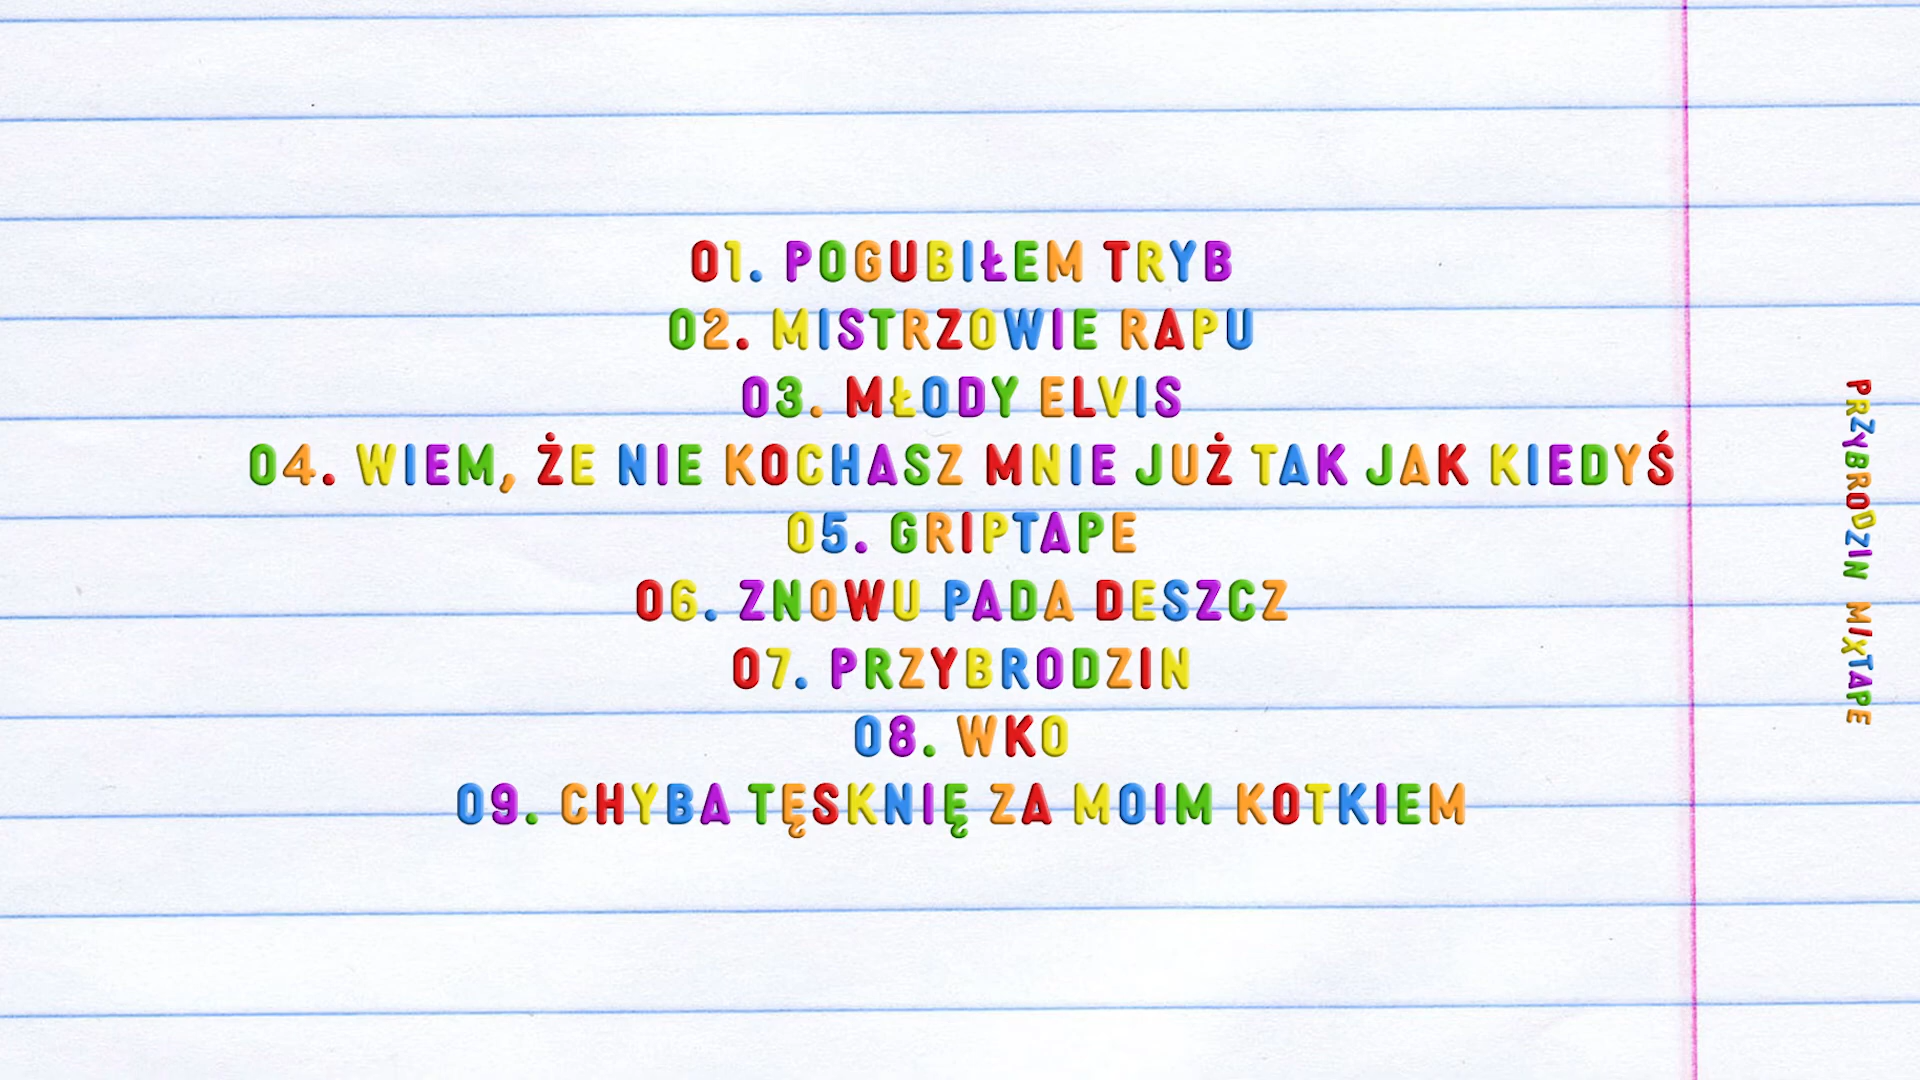 01. POGUBIŁEM TRYB
02. MISTRZOWIE RAPU
03. MŁODY ELVIS
04. WIEM, ŻE NIE KOCHASZ MNIE JUŻ TAK JAK KIEDYŚ
05. GRIPTAPE
06. ZNOWU PADA DESZCZ
07. PRZYBRODZIN
08. WKO
09. CHYBA TĘSKNIĘ ZA MOIM KOTKIEM
PRZYBRODZIN MIXTAPE